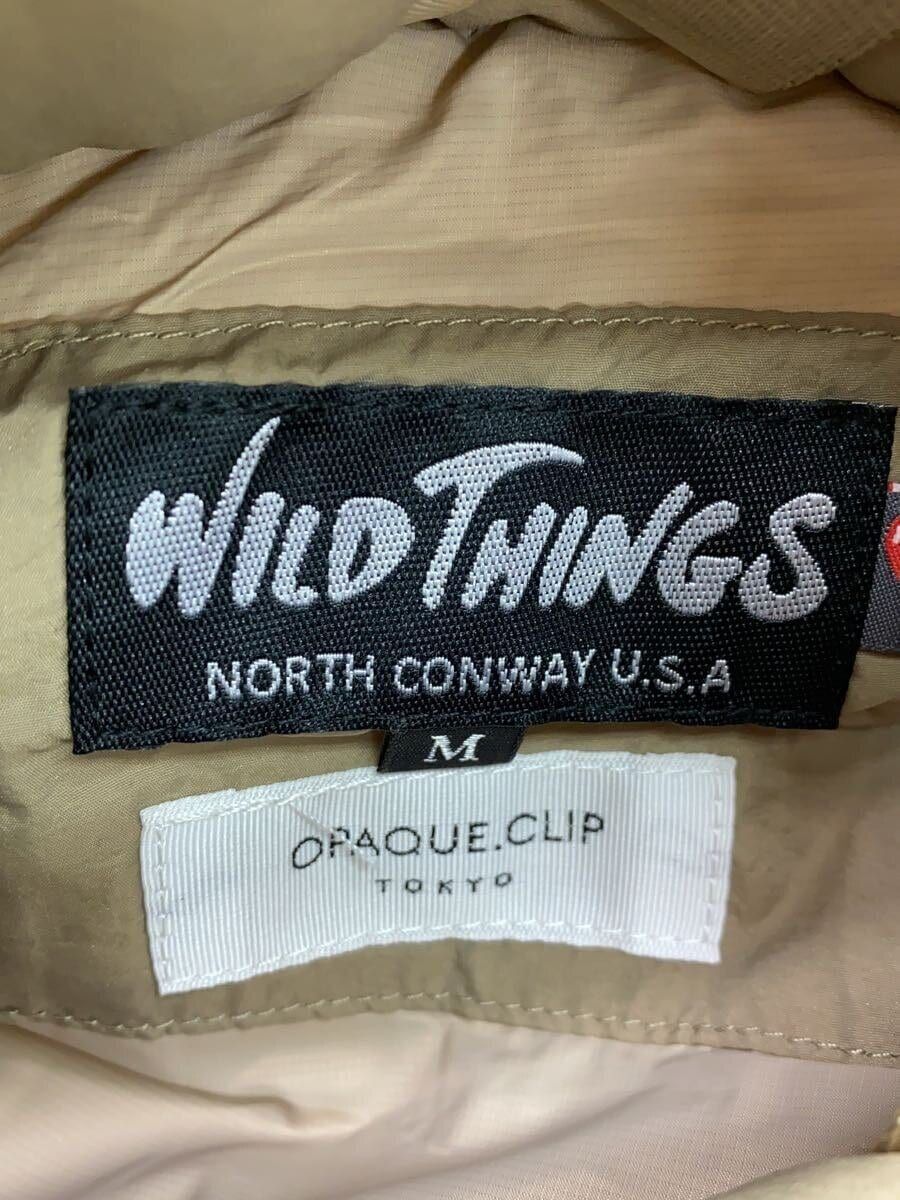 WILD THINGS
NORTH CONWAY U.S.A
M
OPAQUE.CLIP
TOKYO